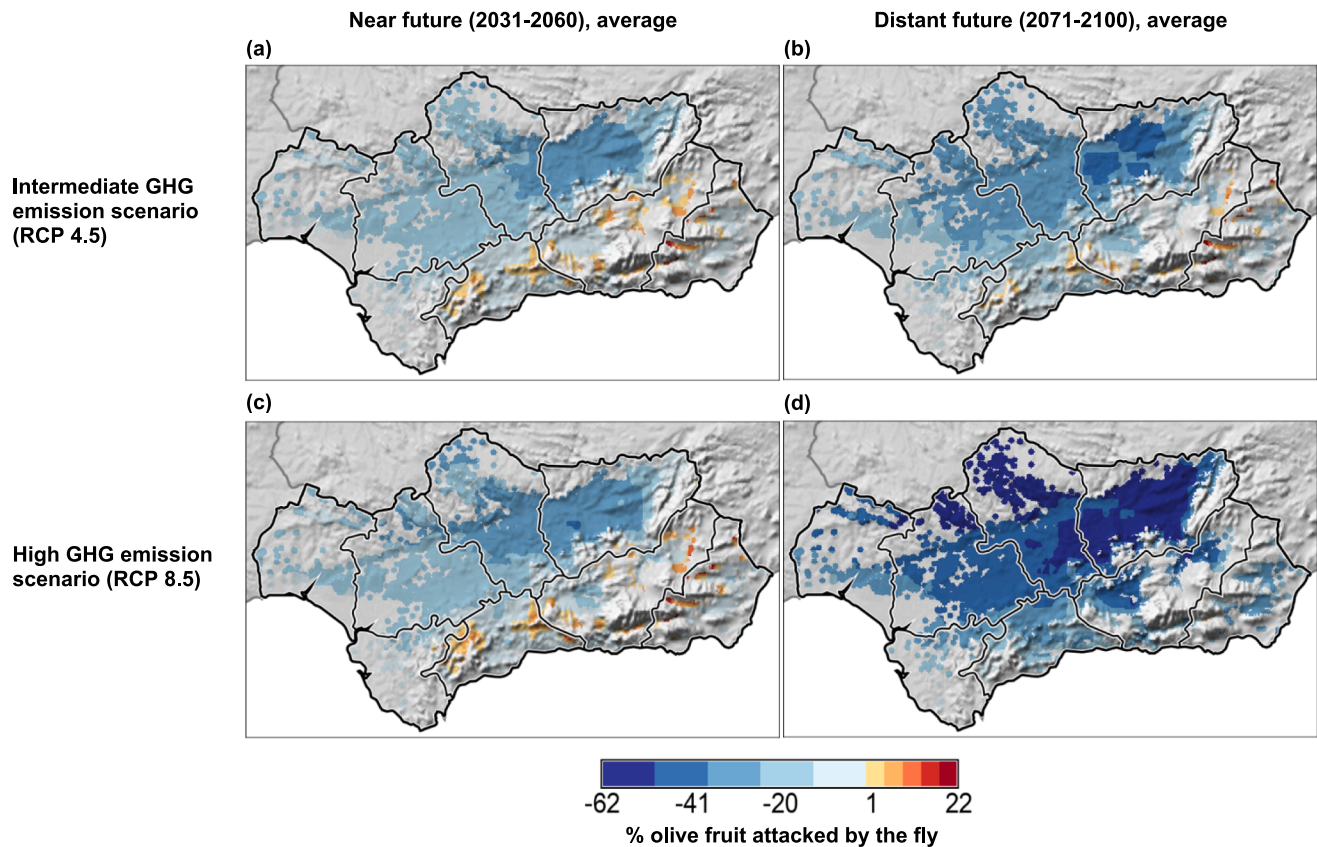 Near future (2031-2060), average
Distant future (2071-2100), average
(a)
(b)
Intermediate GHG
emission scenario
(RCP 4.5)
(c)
(d)
High GHG emission
scenario (RCP 8.5)
-62 -41 -20 1 22
% olive fruit attacked by the fly